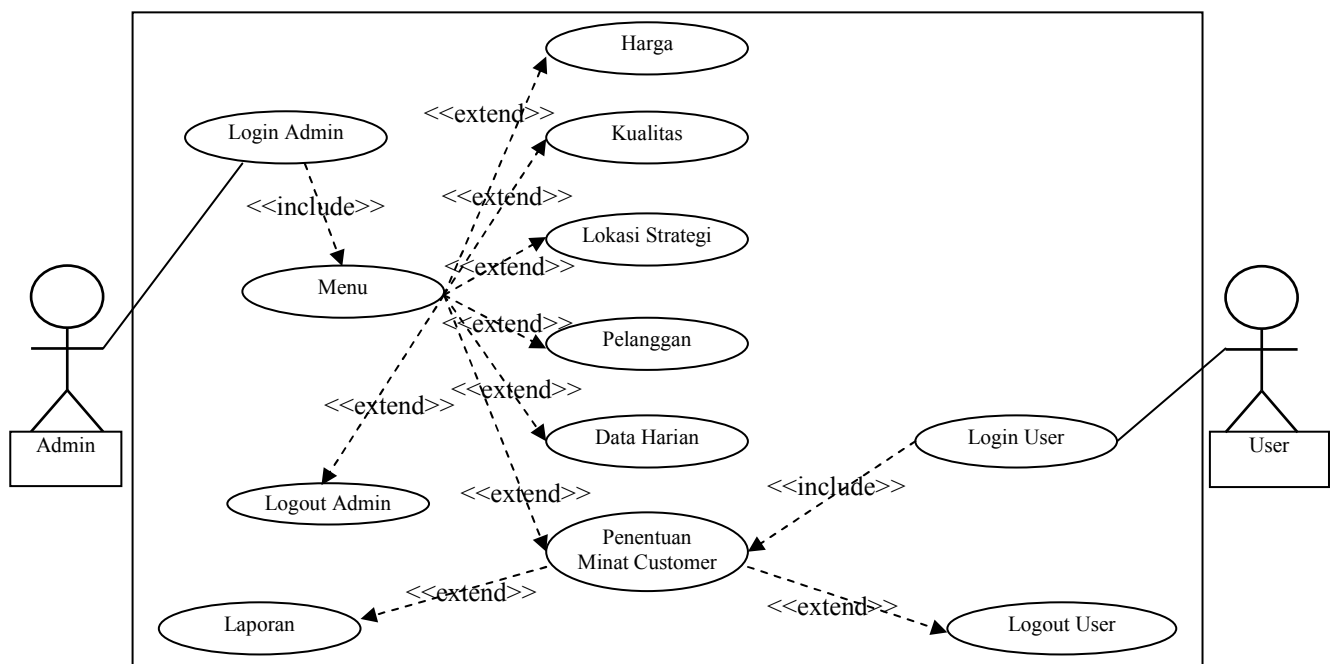 Harga
<<extend>>
Login Admin
Kualitas
<<extend>>
<<include>>
Lokasi Strategi
<<extend>>
Menu
<<extend>>
Pelanggan
<<extend>>
<<extend>>
Admin
Data Harian
Login User
User
<<extend>>
<<include>>
Logout Admin
Penentuan
Minat Customer
<<extend>>
<<extend>>
Laporan
Logout User